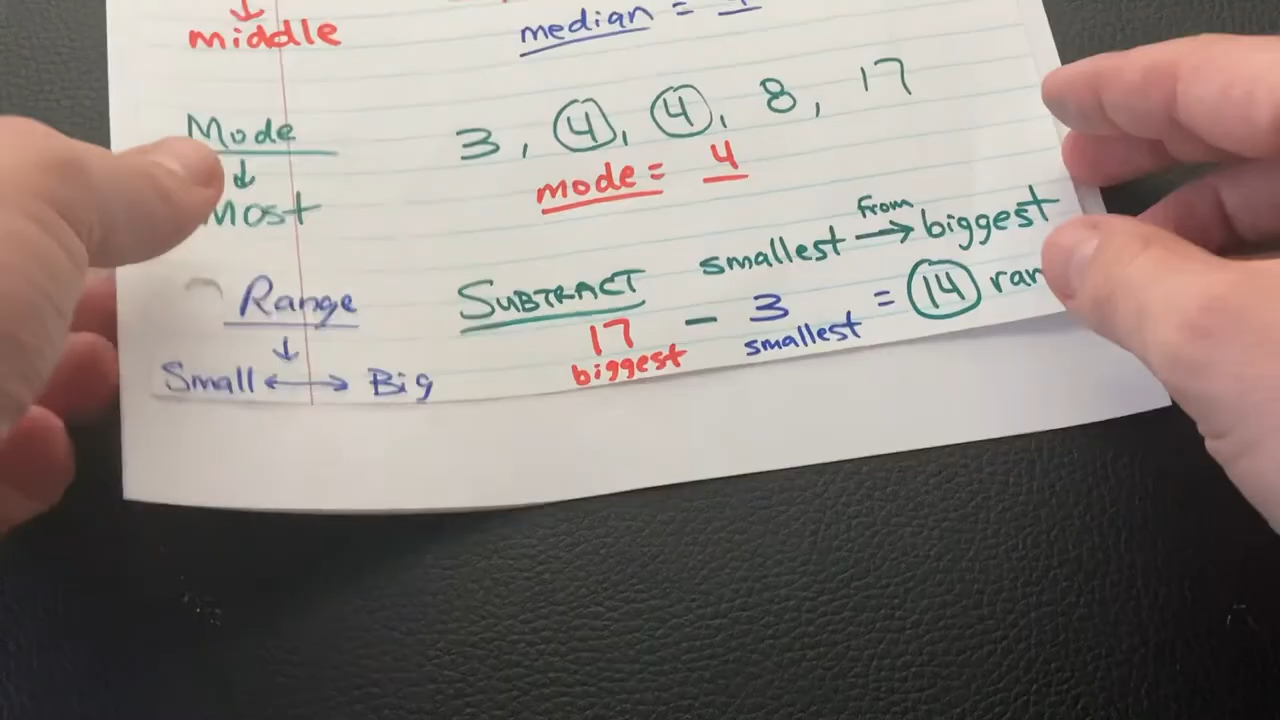 middle
median =
Mode
3, 4, 4, 8, 17
mode = 4
Most
Range
SUBTRACT smallest from → biggest
17 - 3 = 14
biggest smallest
Small ↔ Big